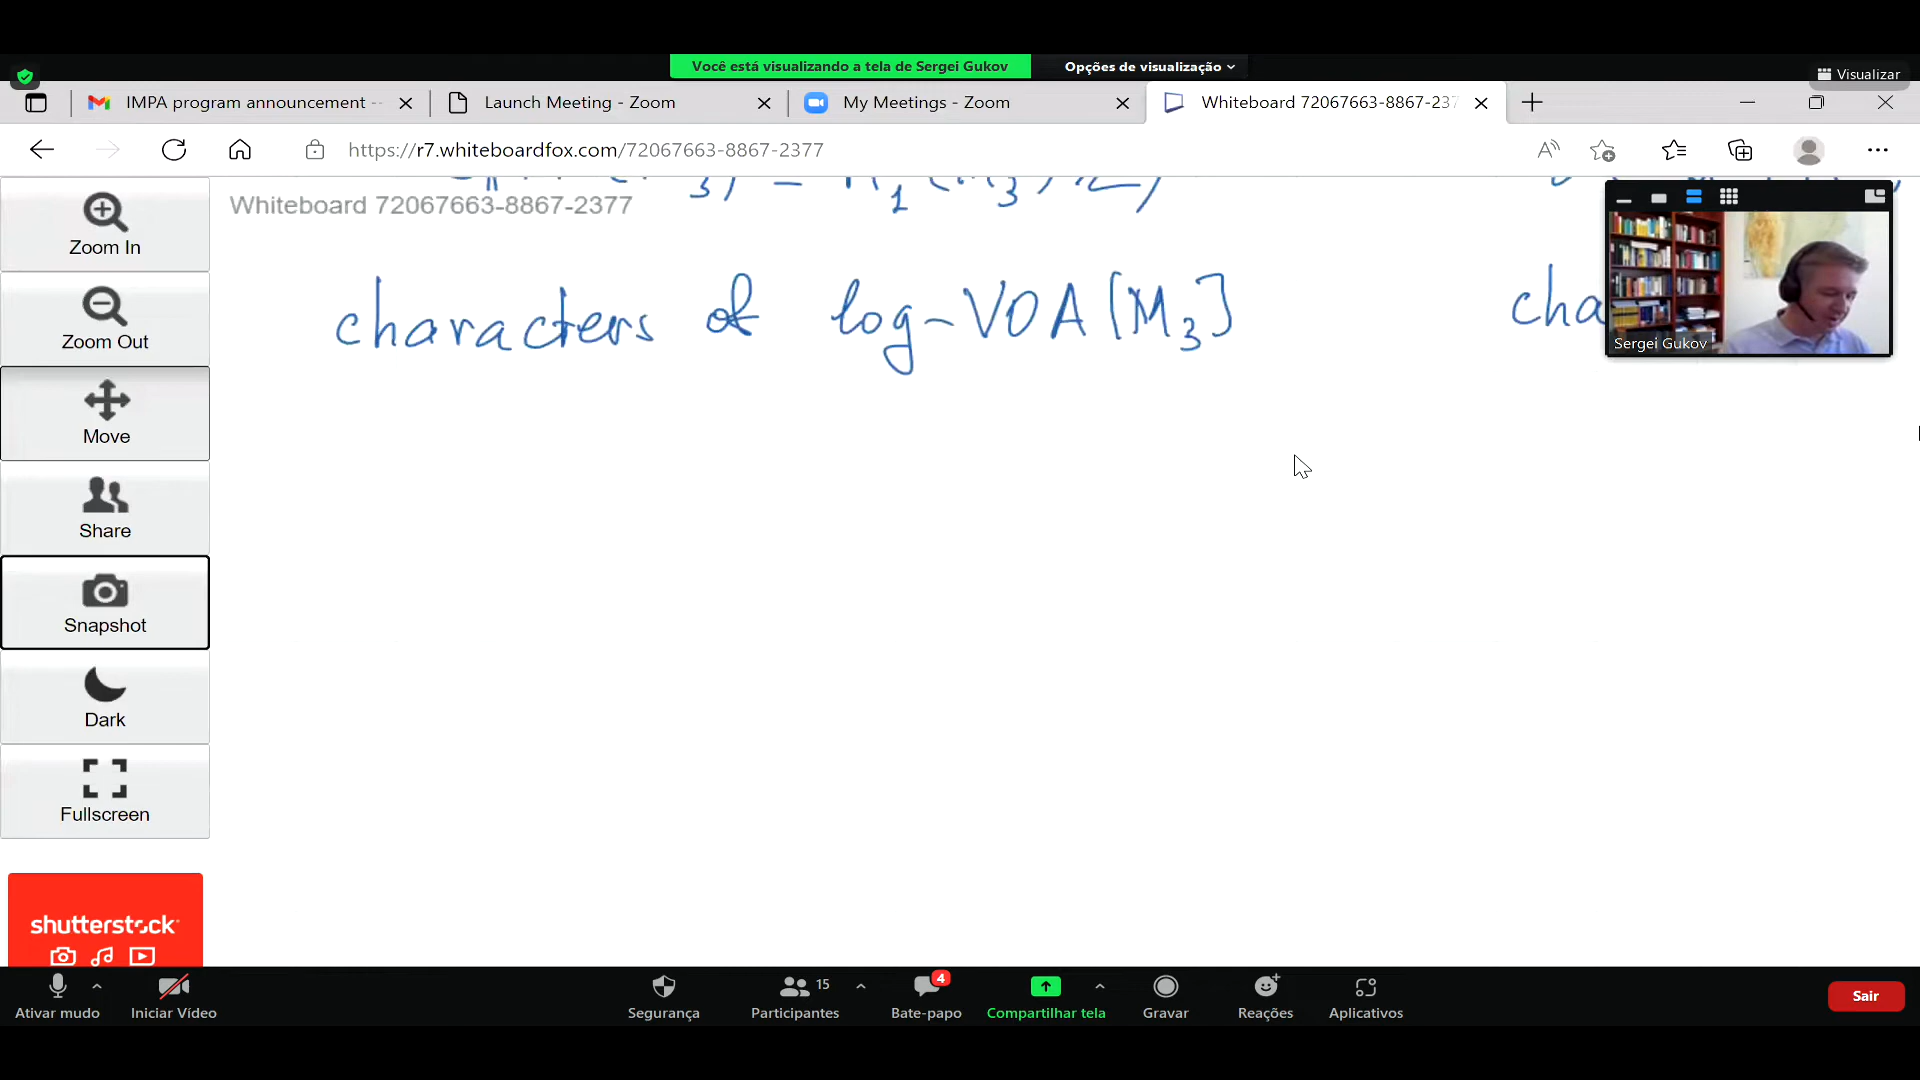 Você está visualizando a tela de Sergei Gukov
Opções de visualização
Visualizar
IMPA program announcement
Launch Meeting - Zoom
My Meetings - Zoom
Whiteboard 72067663-8867-237
https://r7.whiteboardfox.com/72067663-8867-2377
Whiteboard 72067663-8867-2377
characters of log-VOA[M₃]
cha
Sergei Gukov
Zoom In
Zoom Out
Move
Share
Snapshot
Dark
Fullscreen
shutterstock
Ativar mudo
Iniciar Vídeo
Segurança
Participantes
15
Bate-papo
4
Compartilhar tela
Gravar
Reações
Aplicativos
Sair